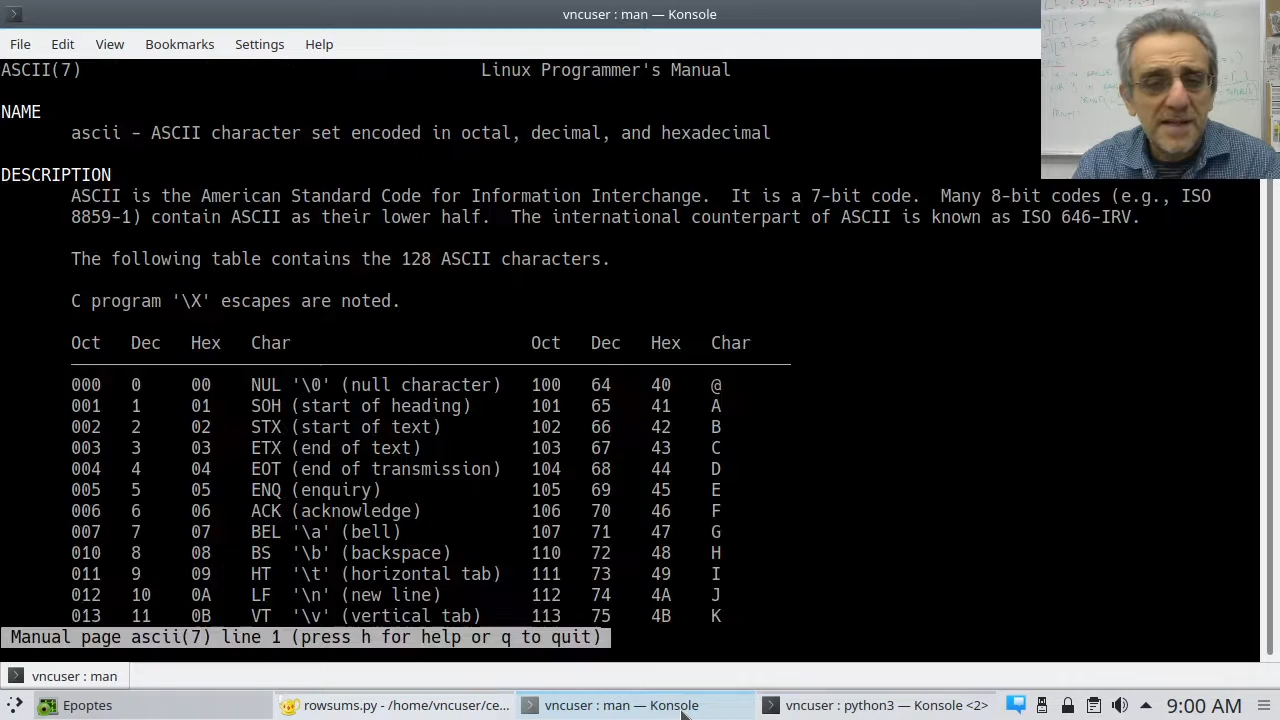 vncuser : man — Konsole
File Edit View Bookmarks Settings Help
ASCII(7) Linux Programmer's Manual
NAME
ascii - ASCII character set encoded in octal, decimal, and hexadecimal
DESCRIPTION
ASCII is the American Standard Code for Information Interchange. It is a 7-bit code. Many 8-bit codes (e.g., ISO
8859-1) contain ASCII as their lower half. The international counterpart of ASCII is known as ISO 646-IRV.
The following table contains the 128 ASCII characters.
C program '\X' escapes are noted.
Oct Dec Hex Char Oct Dec Hex Char
000 0 00 NUL '\0' (null character) 100 64 40 @
001 1 01 SOH (start of heading) 101 65 41 A
002 2 02 STX (start of text) 102 66 42 B
003 3 03 ETX (end of text) 103 67 43 C
004 4 04 EOT (end of transmission) 104 68 44 D
005 5 05 ENQ (enquiry) 105 69 45 E
006 6 06 ACK (acknowledge) 106 70 46 F
007 7 07 BEL '\a' (bell) 107 71 47 G
010 8 08 BS '\b' (backspace) 110 72 48 H
011 9 09 HT '\t' (horizontal tab) 111 73 49 I
012 10 0A LF '\n' (new line) 112 74 4A J
013 11 0B VT '\v' (vertical tab) 113 75 4B K
Manual page ascii(7) line 1 (press h for help or q to quit)
vncuser : man
Epoptes rowsums.py - /home/vncuser/ce... vncuser : man — Konsole vncuser : python3 — Konsole <2> 9:00 AM